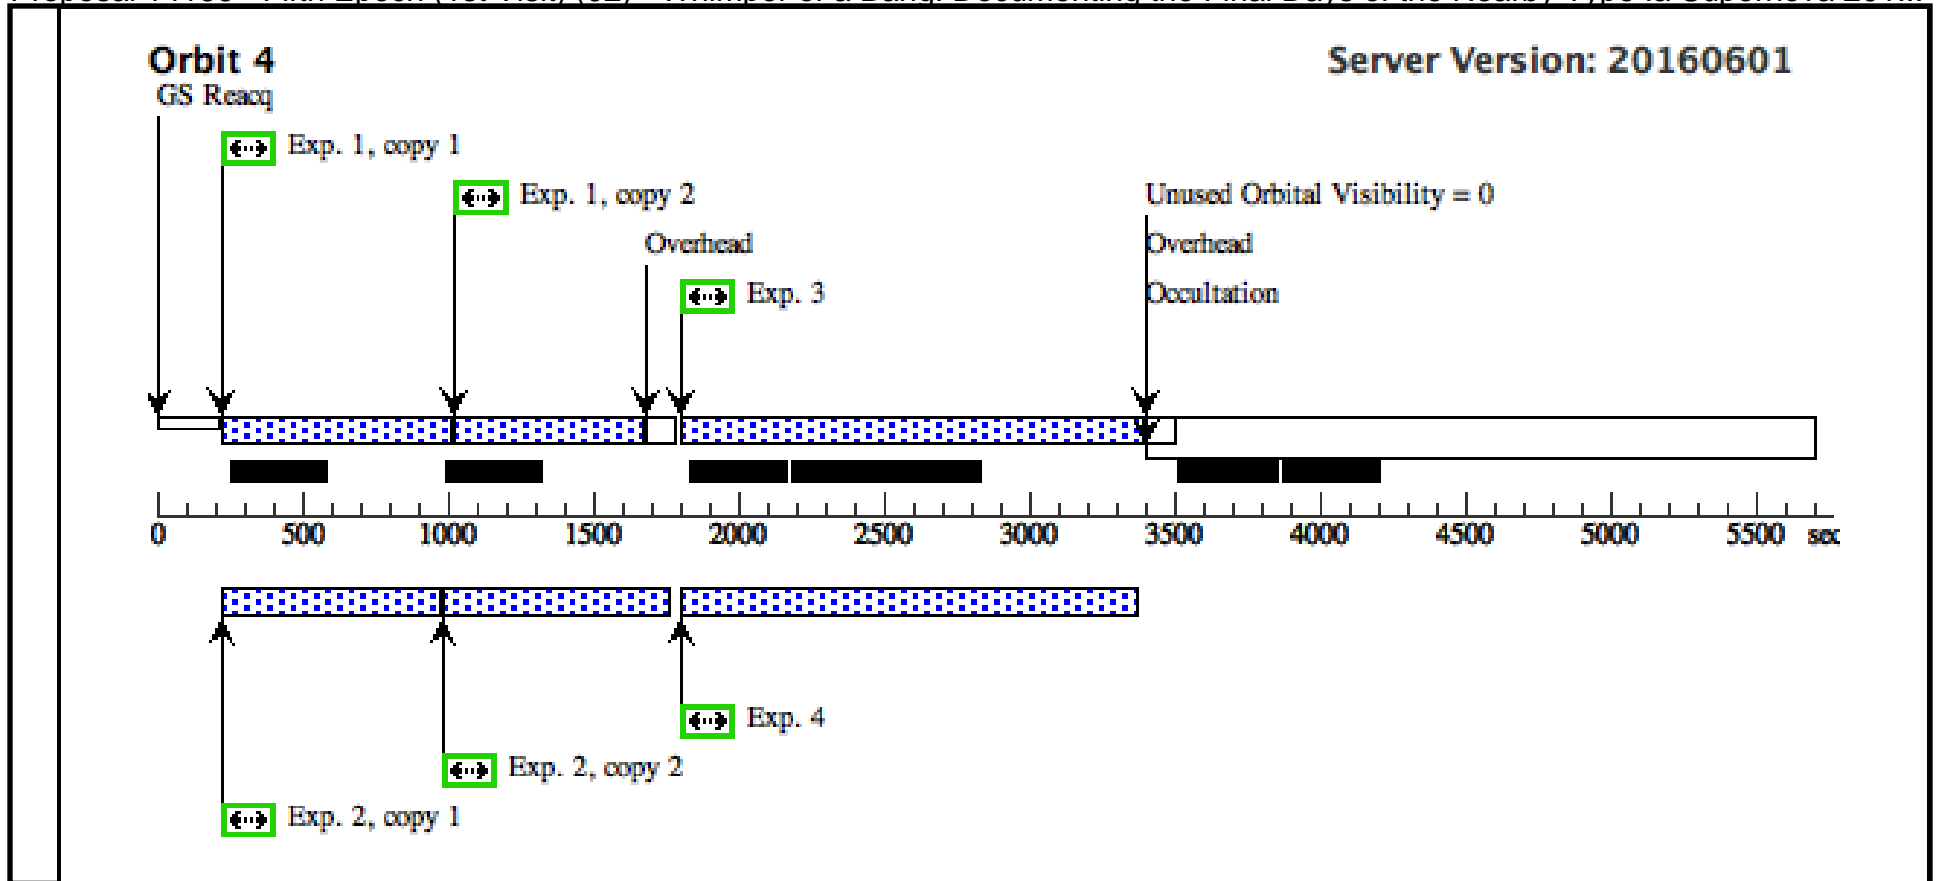 Orbit 4
Server Version: 20160601
GS Reacq
Exp. 1, copy 1
Exp. 1, copy 2
Unused Orbital Visibility = 0
Overhead
Overhead
Exp. 3
Occultation
0 500 1000 1500 2000 2500 3000 3500 4000 4500 5000 5500 sec
Exp. 4
Exp. 2, copy 2
Exp. 2, copy 1